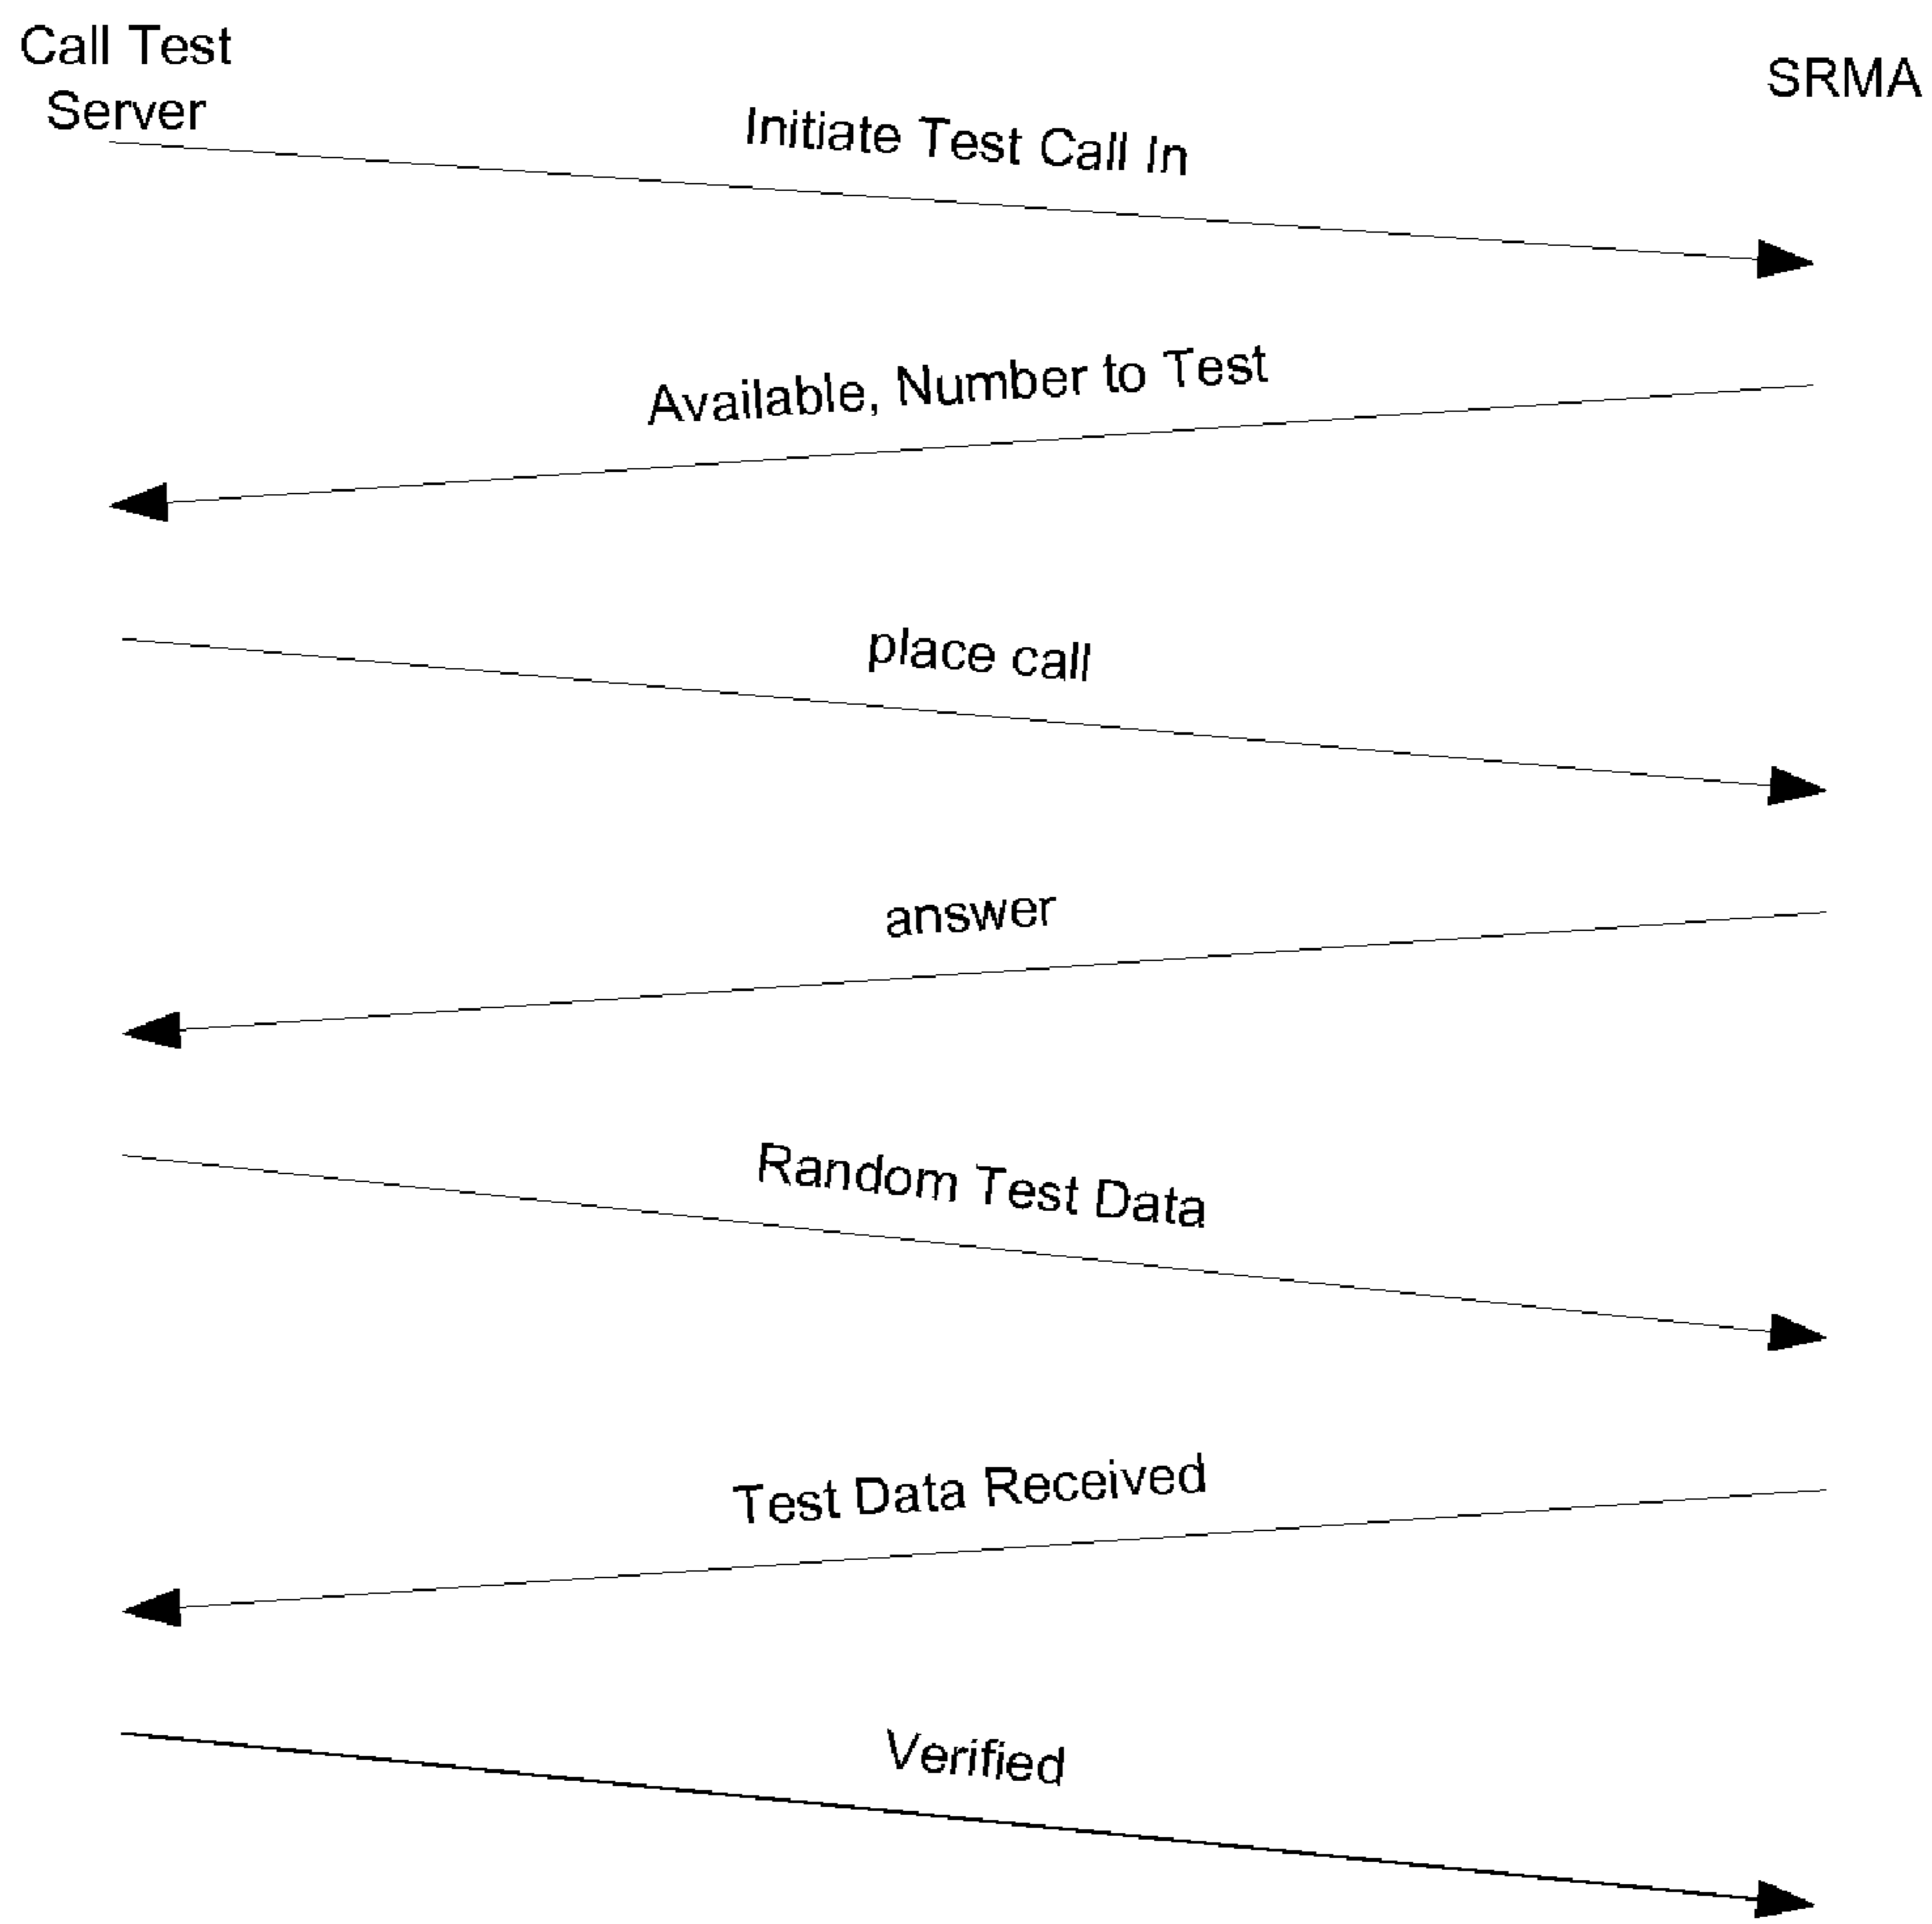 Call Test
Server
SRMA
Initiate Test Call In
Available, Number to Test
place call
answer
Random Test Data
Test Data Received
Verified